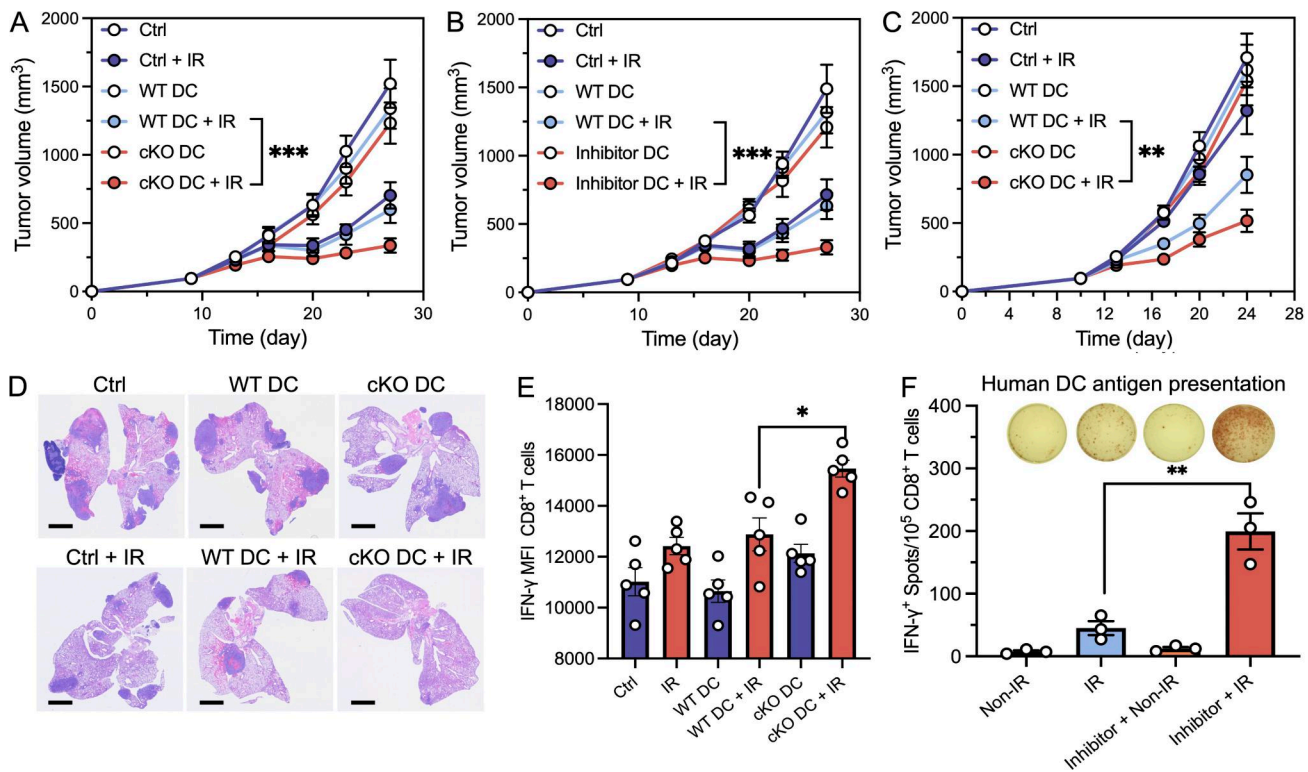 A
Tumor volume (mm³)
2000
1500
1000
500
0
0
10
20
30
Time (day)
Ctrl
Ctrl + IR
WT DC
WT DC + IR
cKO DC
cKO DC + IR
***
B
Tumor volume (mm³)
2000
1500
1000
500
0
0
10
20
30
Time (day)
Ctrl
Ctrl + IR
WT DC
WT DC + IR
Inhibitor DC
Inhibitor DC + IR
***
C
Tumor volume (mm³)
2000
1500
1000
500
0
0
4
8
12
16
20
24
28
Time (day)
Ctrl
Ctrl + IR
WT DC
WT DC + IR
cKO DC
cKO DC + IR
**
D
Ctrl
WT DC
cKO DC
Ctrl + IR
WT DC + IR
cKO DC + IR
E
IFN-γ MFI CD8⁺ T cells
18000
16000
14000
12000
10000
8000
*
Ctrl
IR
WT DC
WT DC + IR
cKO DC
cKO DC + IR
F
Human DC antigen presentation
IFN-γ⁺ Spots/10⁵ CD8⁺ T cells
400
300
200
100
0
**
Non-IR
IR
Inhibitor + Non-IR
Inhibitor + IR